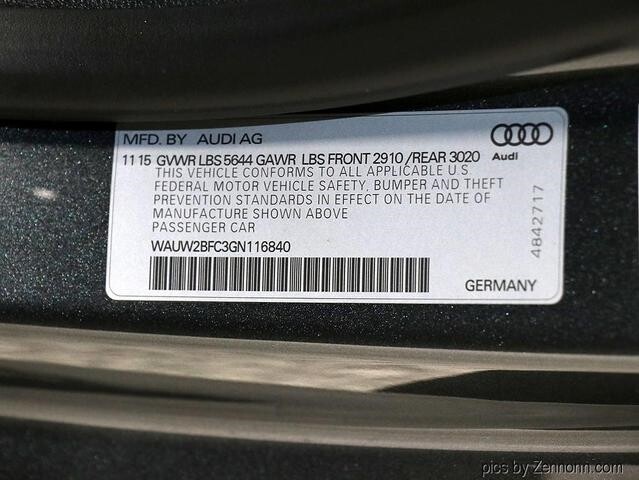 MFD. BY AUDI AG
11 15 GVWR LBS 5644 GAWR LBS FRONT 2910 /REAR 3020
Audi
THIS VEHICLE CONFORMS TO ALL APPLICABLE U.S.
FEDERAL MOTOR VEHICLE SAFETY, BUMPER AND THEFT
PREVENTION STANDARDS IN EFFECT ON THE DATE OF
MANUFACTURE SHOWN ABOVE
PASSENGER CAR
WAUW2BFC3GN116840
4842717
GERMANY
pics by Zennonn.com